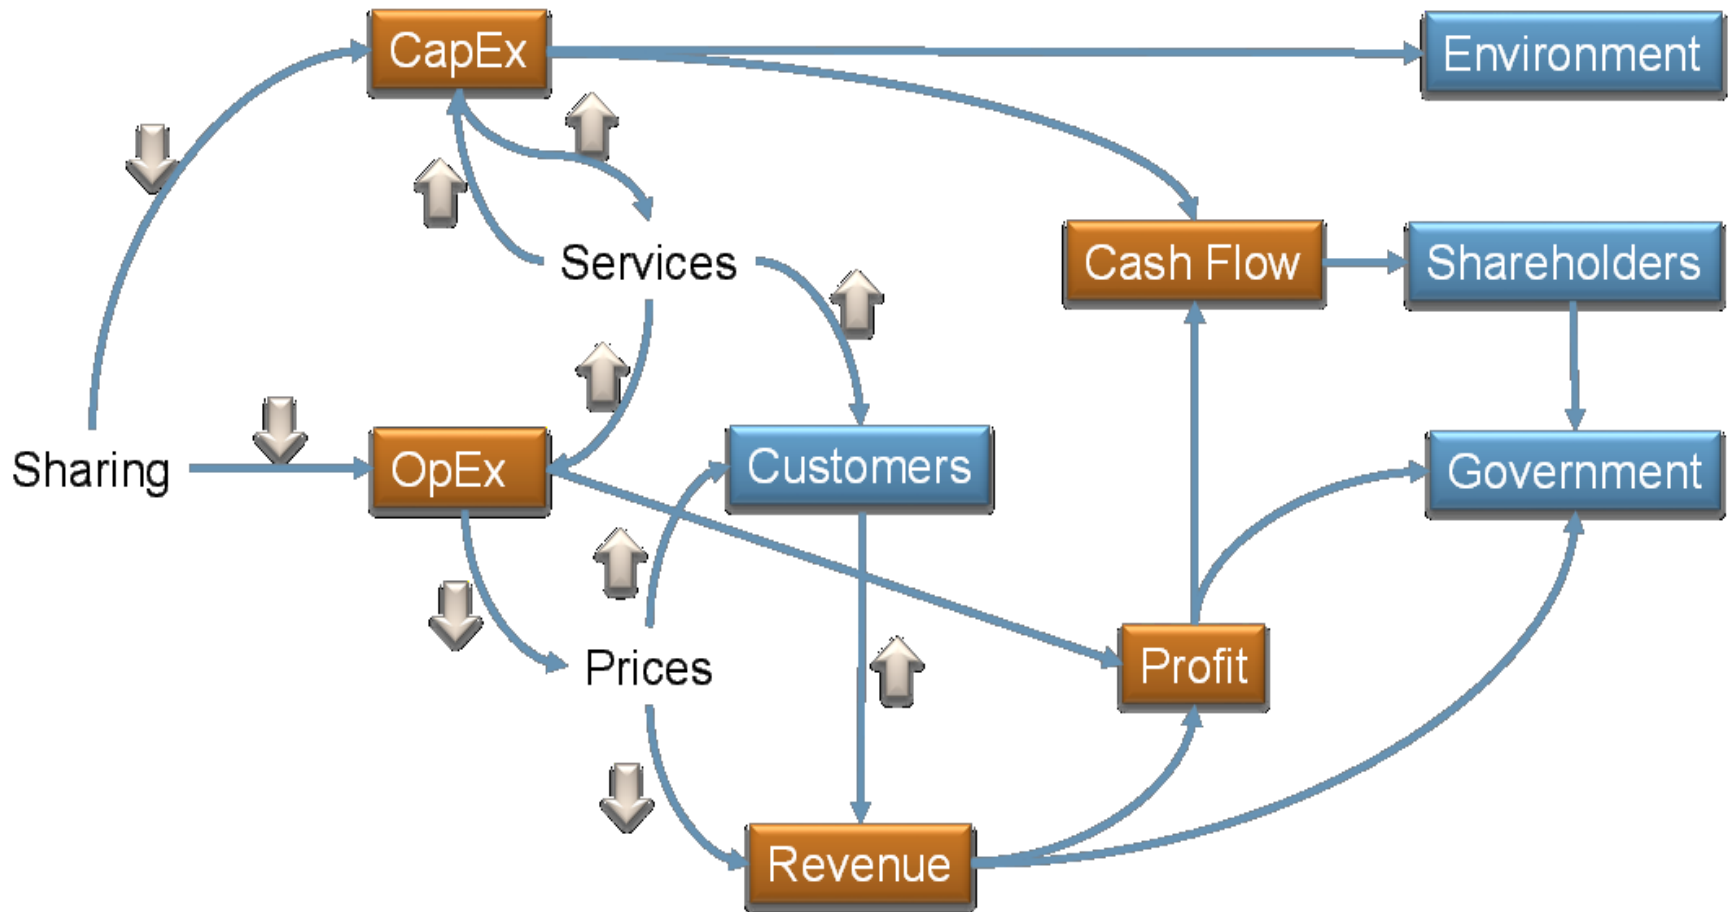 CapEx
Environment
Services
Cash Flow
Shareholders
Sharing
OpEx
Customers
Government
Prices
Profit
Revenue